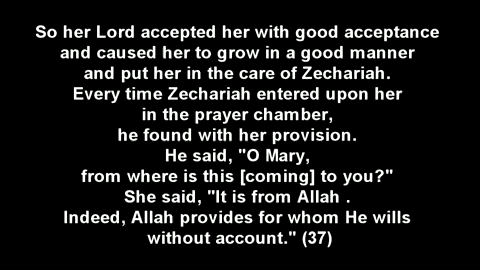 So her Lord accepted her with good acceptance
and caused her to grow in a good manner
and put her in the care of Zechariah.
Every time Zechariah entered upon her
in the prayer chamber,
he found with her provision.
He said, "O Mary,
from where is this [coming] to you?"
She said, "It is from Allah .
Indeed, Allah provides for whom He wills
without account." (37)